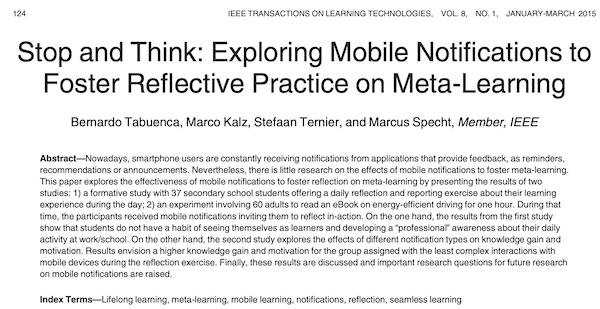 124 IEEE TRANSACTIONS ON LEARNING TECHNOLOGIES, VOL. 8, NO. 1, JANUARY-MARCH 2015
Stop and Think: Exploring Mobile Notifications to
Foster Reflective Practice on Meta-Learning
Bernardo Tabuenca, Marco Kalz, Stefaan Ternier, and Marcus Specht, Member, IEEE
Abstract—Nowadays, smartphone users are constantly receiving notifications from applications that provide feedback, as reminders,
recommendations or announcements. Nevertheless, there is little research on the effects of mobile notifications to foster meta-learning.
This paper explores the effectiveness of mobile notifications to foster reflection on meta-learning by presenting the results of two
studies: 1) a formative study with 37 secondary school students offering a daily reflection and reporting exercise about their learning
experience during the day; 2) an experiment involving 60 adults to read an eBook on energy-efficient driving for one hour. During that
time, the participants received mobile notifications inviting them to reflect in-action. On the one hand, the results from the first study
show that students do not have a habit of seeing themselves as learners and developing a “professional” awareness about their daily
activity at work/school. On the other hand, the second study explores the effects of different notification types on knowledge gain and
motivation. Results envision a higher knowledge gain and motivation for the group assigned with the least complex interactions with
mobile devices during the reflection exercise. Finally, these results are discussed and important research questions for future research
on mobile notifications are raised.
Index Terms—Lifelong learning, meta-learning, mobile learning, notifications, reflection, seamless learning